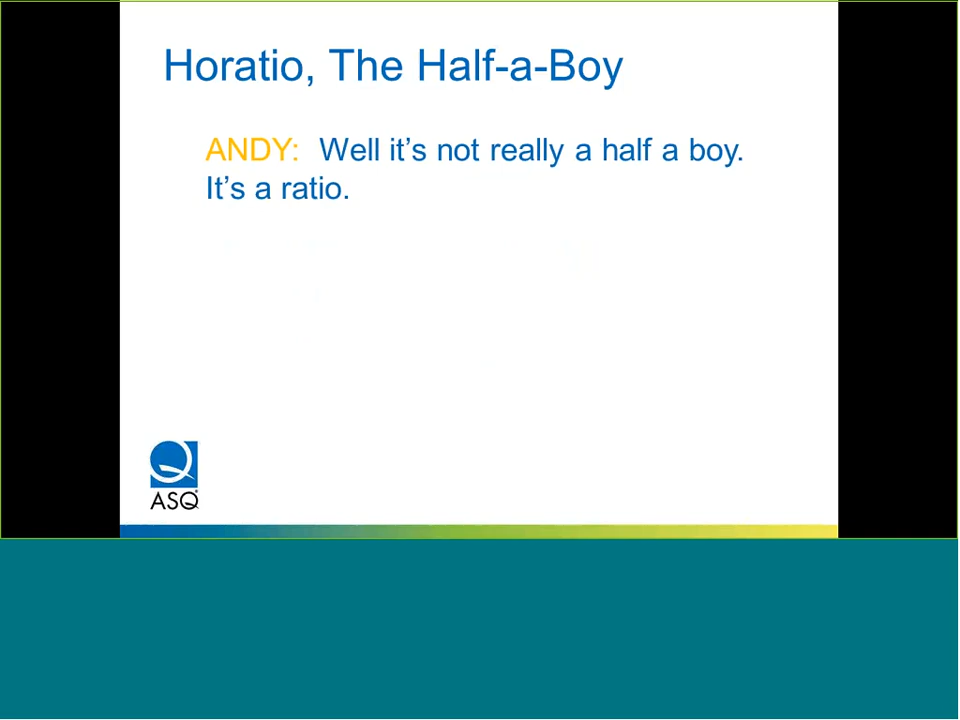 Horatio, The Half-a-Boy
ANDY: Well it's not really a half a boy.
It's a ratio.
ASQ